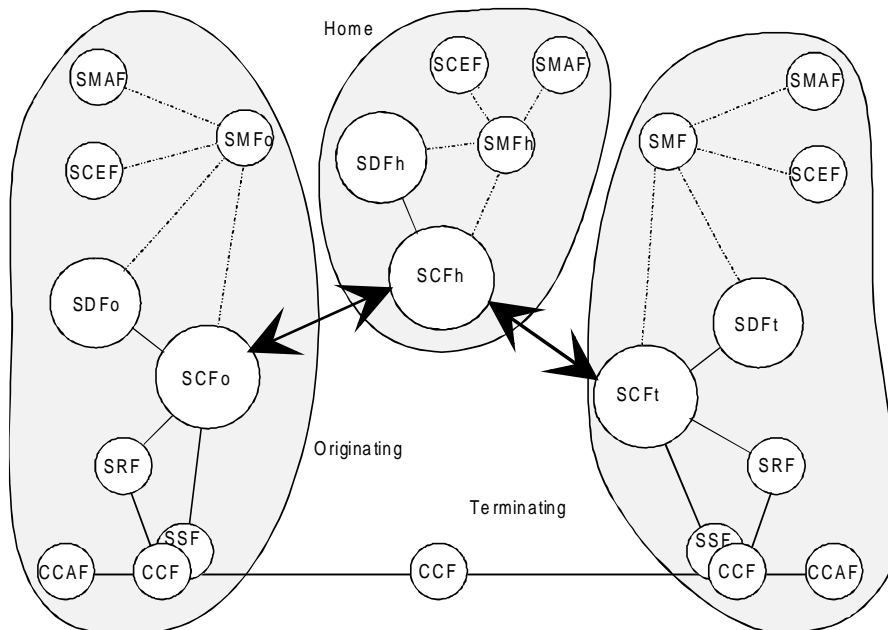 Home
SMAF
SCEF
SMAF
SMAF
SMFo
SMFh
SMF
SCEF
SDFh
SCEF
SCFh
SDFo
SDFt
SCFo
SCFt
Originating
SRF
SRF
Terminating
SSF
SSF
CCAF
CCF
CCF
CCF
CCAF